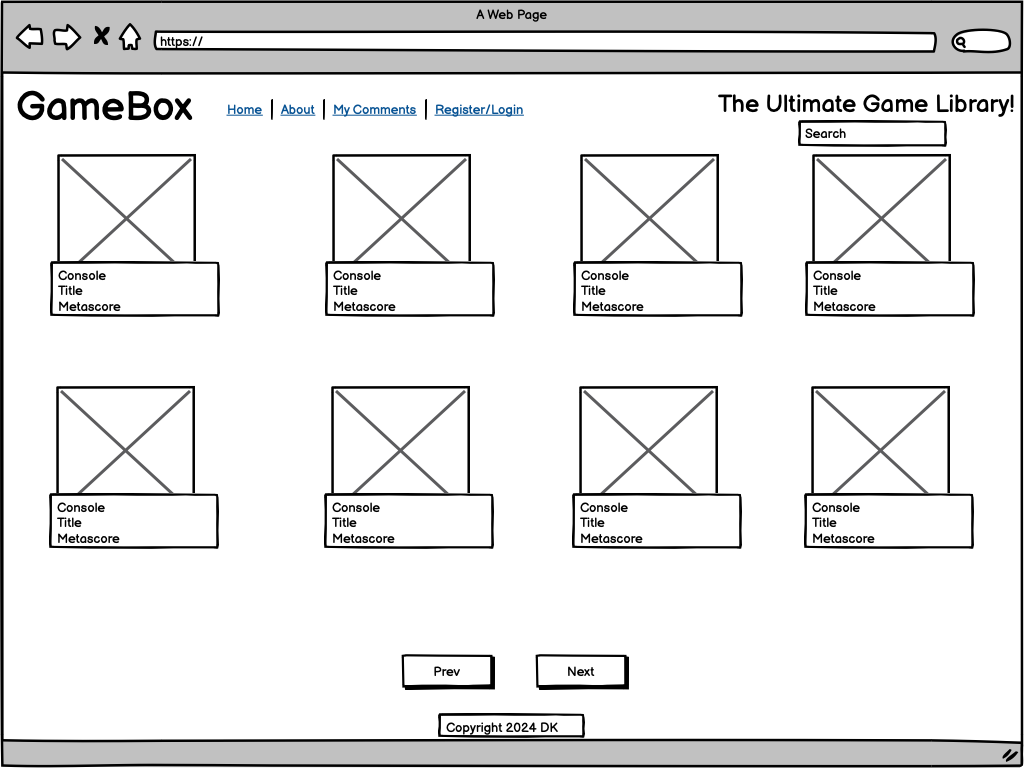 A Web Page
https://
GameBox
Home | About | My Comments | Register/Login
The Ultimate Game Library!
Search
Console
Title
Metascore
Console
Title
Metascore
Console
Title
Metascore
Console
Title
Metascore
Console
Title
Metascore
Console
Title
Metascore
Console
Title
Metascore
Console
Title
Metascore
Prev
Next
Copyright 2024 DK